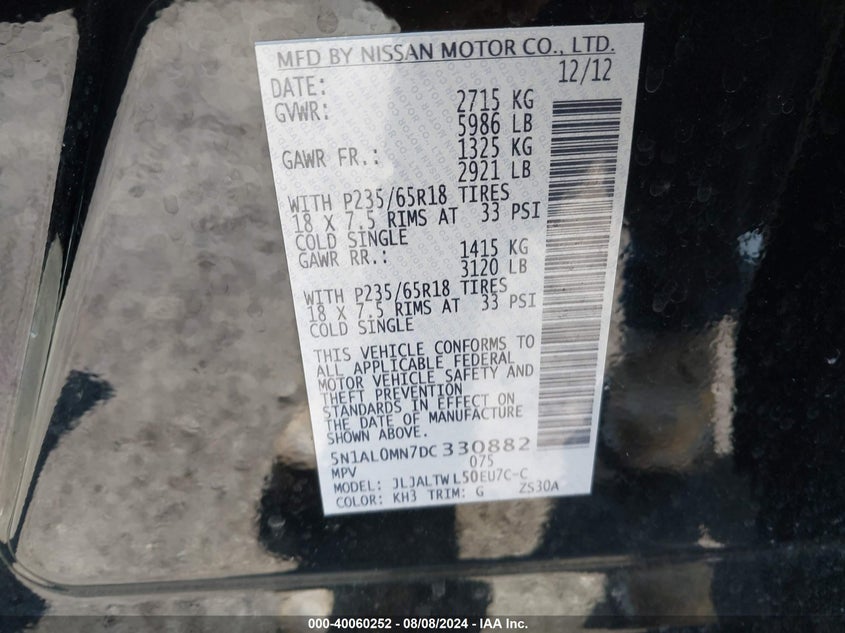 MFD BY NISSAN MOTOR CO., LTD.
DATE: 12/12
GVWR: 2715 KG
5986 LB
GAWR FR.: 1325 KG
2921 LB
WITH P235/65R18 TIRES
18 X 7.5 RIMS AT 33 PSI
COLD SINGLE
GAWR RR.: 1415 KG
3120 LB
WITH P235/65R18 TIRES
18 X 7.5 RIMS AT 33 PSI
COLD SINGLE
THIS VEHICLE CONFORMS TO
ALL APPLICABLE FEDERAL
MOTOR VEHICLE SAFETY AND
THEFT PREVENTION
STANDARDS IN EFFECT ON
THE DATE OF MANUFACTURE
SHOWN ABOVE.
5N1AL0MN7DC330882
MPV 075
MODEL: JLJALTWL50EU7C-C
COLOR: KH3 TRIM: G ZS30A
000-40060252 - 08/08/2024 - IAA Inc.